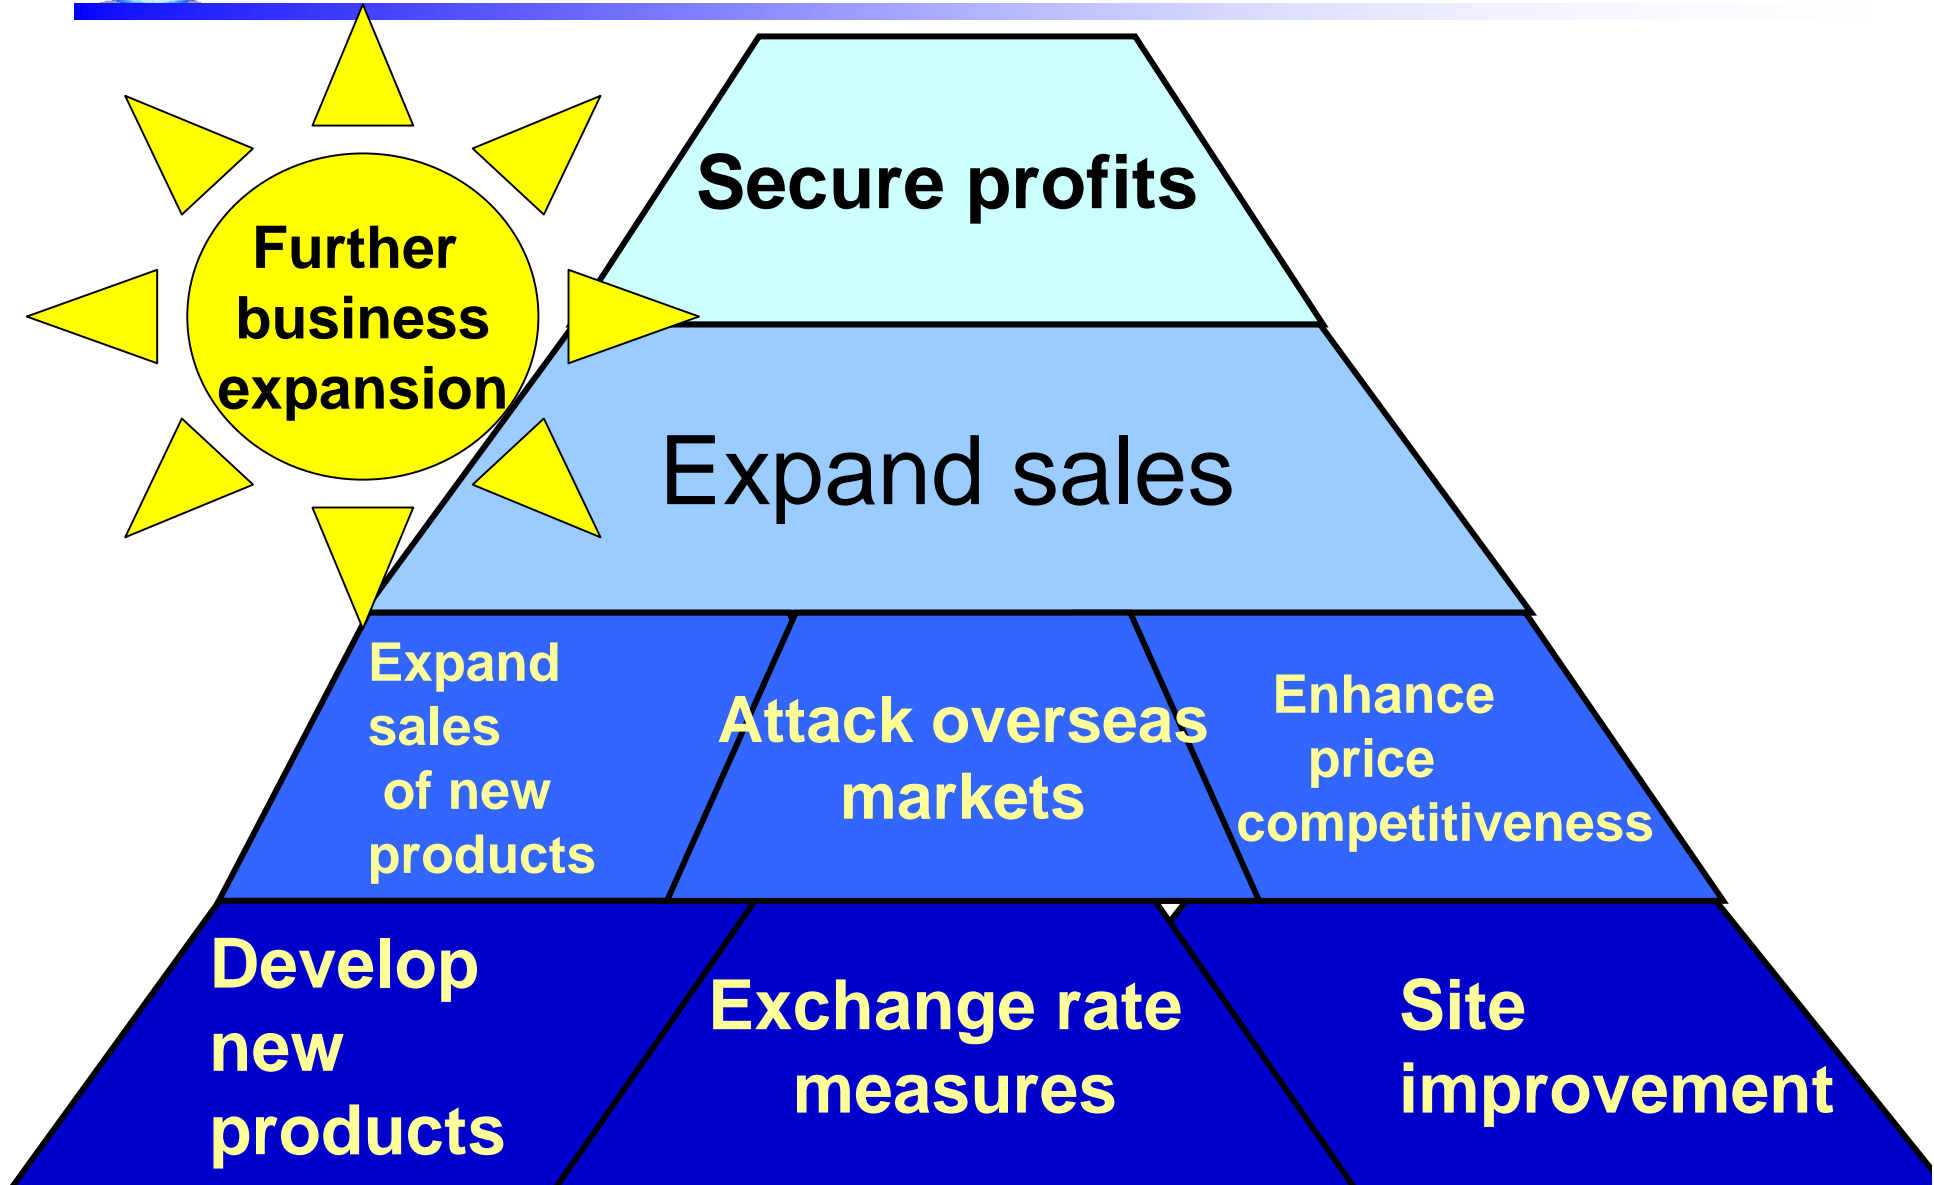 Secure profits
Further
business
expansion
Expand sales
Expand
sales
of new
products
Attack overseas
markets
Enhance
price
competitiveness
Develop
new
products
Exchange rate
measures
Site
improvement